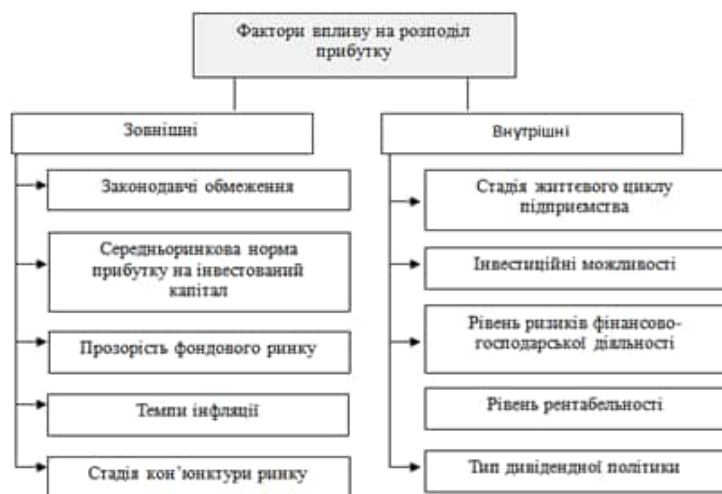 Фактори впливу на розподіл
прибутку
Зовнішні
Законодавчі обмеження
Середньоринкова норма
прибутку на інвестований
капітал
Прозорість фондового ринку
Темпи інфляції
Стадія кон’юнктури ринку
Внутрішні
Стадія життєвого циклу
підприємства
Інвестиційні можливості
Рівень ризиків фінансово-
господарської діяльності
Рівень рентабельності
Тип дивідендної політики